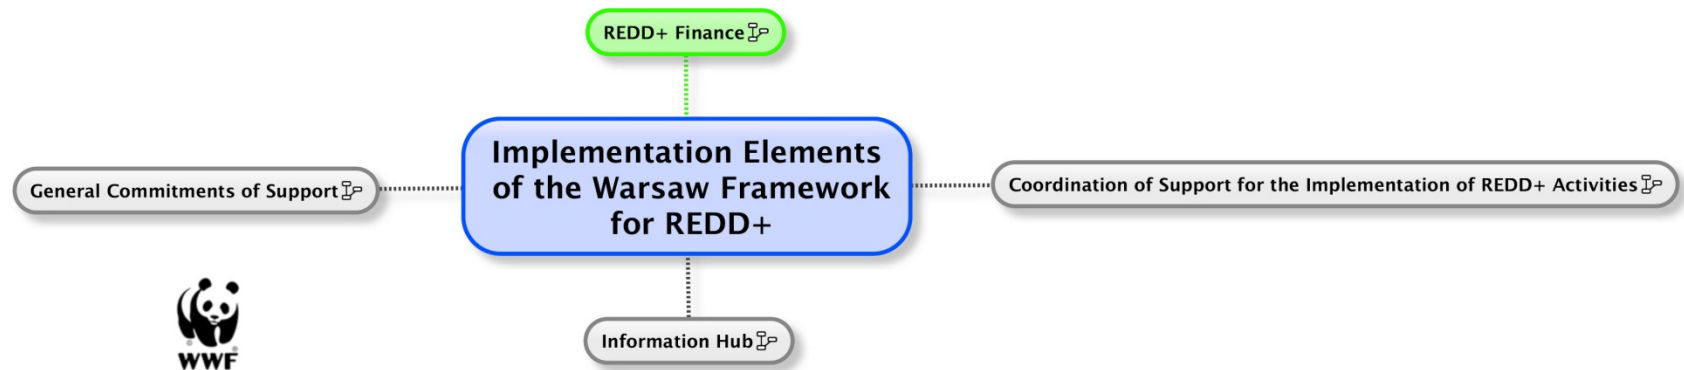 REDD+ Finance
Implementation Elements
of the Warsaw Framework
for REDD+
General Commitments of Support
Coordination of Support for the Implementation of REDD+ Activities
Information Hub
®
WWF
®